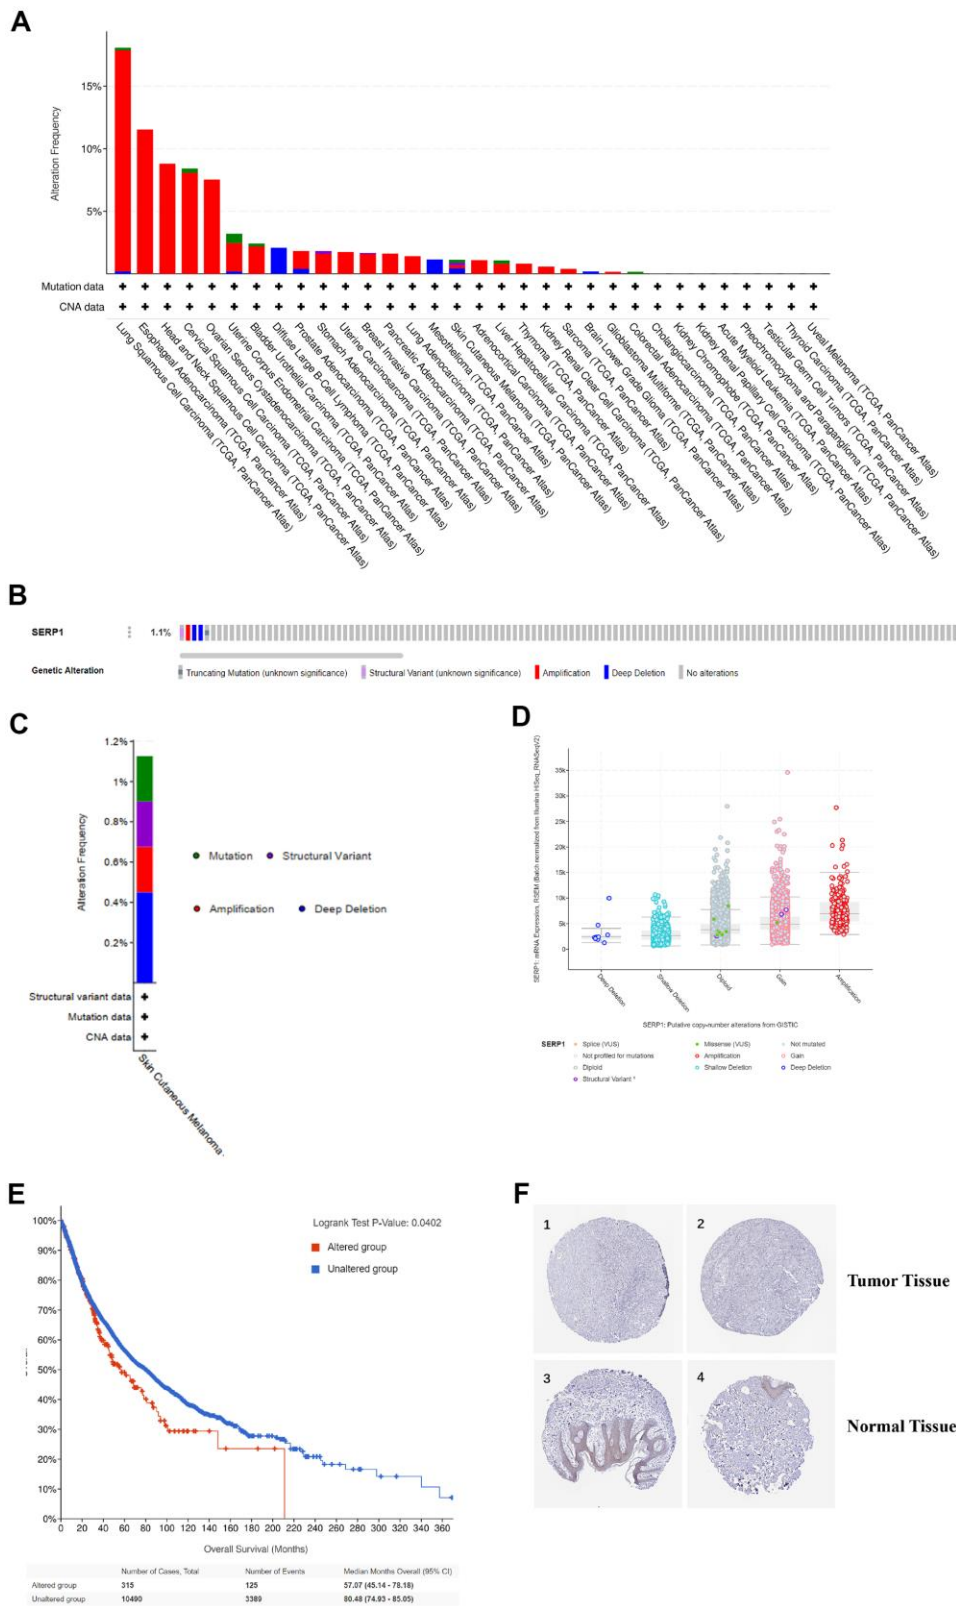 A
15%
10%
5%
Alteration Frequency
Mutation data
CNA data
Lung Squamous Cell Carcinoma (TCGA, PanCancer Atlas)
Esophageal Adenocarcinoma (TCGA, PanCancer Atlas)
Head and Neck Squamous Cell Carcinoma (TCGA, PanCancer Atlas)
Cervical Squamous Cell Carcinoma (TCGA, PanCancer Atlas)
Ovarian Serous Cystadenocarcinoma (TCGA, PanCancer Atlas)
Uterine Corpus Endometrial Carcinoma (TCGA, PanCancer Atlas)
Bladder Urothelial Carcinoma (TCGA, PanCancer Atlas)
Diffuse Large B-Cell Lymphoma (TCGA, PanCancer Atlas)
Prostate Adenocarcinoma (TCGA, PanCancer Atlas)
Stomach Adenocarcinoma (TCGA, PanCancer Atlas)
Uterine Carcinosarcoma (TCGA, PanCancer Atlas)
Breast Invasive Carcinoma (TCGA, PanCancer Atlas)
Pancreatic Adenocarcinoma (TCGA, PanCancer Atlas)
Lung Adenocarcinoma (TCGA, PanCancer Atlas)
Mesothelioma (TCGA, PanCancer Atlas)
Skin Cutaneous Melanoma (TCGA, PanCancer Atlas)
Adrenocortical Carcinoma (TCGA, PanCancer Atlas)
Liver Hepatocellular Carcinoma (TCGA, PanCancer Atlas)
Thymoma (TCGA, PanCancer Atlas)
Kidney Renal Clear Cell Carcinoma (TCGA, PanCancer Atlas)
Sarcoma (TCGA, PanCancer Atlas)
Brain Lower Grade Glioma (TCGA, PanCancer Atlas)
Glioblastoma Multiforme (TCGA, PanCancer Atlas)
Colorectal Adenocarcinoma (TCGA, PanCancer Atlas)
Cholangiocarcinoma (TCGA, PanCancer Atlas)
Kidney Chromophobe (TCGA, PanCancer Atlas)
Kidney Renal Papillary Cell Carcinoma (TCGA, PanCancer Atlas)
Acute Myeloid Leukemia (TCGA, PanCancer Atlas)
Pheochromocytoma and Paraganglioma (TCGA, PanCancer Atlas)
Testicular Germ Cell Tumors (TCGA, PanCancer Atlas)
Thyroid Carcinoma (TCGA, PanCancer Atlas)
Uveal Melanoma (TCGA, PanCancer Atlas)
B
SERP1 1.1%
Genetic Alteration Truncating Mutation (unknown significance) Structural Variant (unknown significance) Amplification Deep Deletion No alterations
C
1.2%
1%
0.8%
0.6%
0.4%
0.2%
Alteration Frequency
Mutation Structural Variant
Amplification Deep Deletion
Structural variant data
Mutation data
CNA data
Skin Cutaneous Melanoma
D
SERP1: mRNA Expression, RSEM (Batch normalized from Illumina HiSeq_RNASeqV2)
35k
30k
25k
20k
15k
10k
5k
0
Deep Deletion
Shallow Deletion
Diploid
Gain
Amplification
SERP1: Putative copy-number alterations from GISTIC
SERP1 Splice (VUS) Missense (VUS) Not mutated
Not profiled for mutations Amplification Gain
Diploid Shallow Deletion Deep Deletion
Structural Variant *
E
100%
90%
80%
70%
60%
50%
40%
30%
20%
10%
0%
Logrank Test P-Value: 0.0402
Altered group
Unaltered group
0 20 40 60 80 100 120 140 160 180 200 220 240 260 280 300 320 340 360
Overall Survival (Months)
Number of Cases, Total Number of Events Median Months Overall (95% CI)
Altered group 315 125 57.07 (45.14 - 78.18)
Unaltered group 10490 3389 80.48 (74.93 - 85.05)
F
1 2
Tumor Tissue
3 4
Normal Tissue